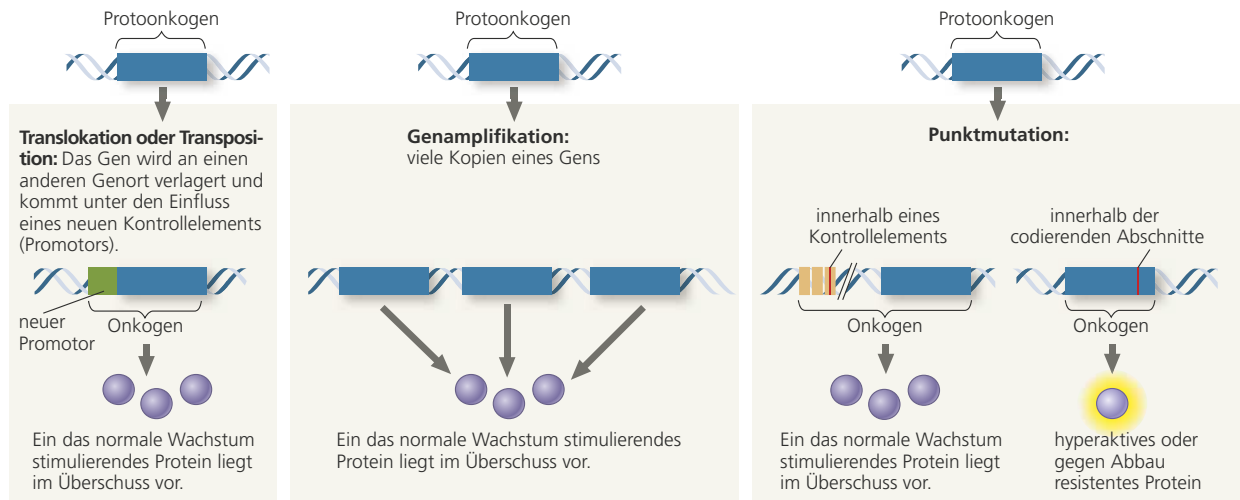 Protoonkogen
Translokation oder Transposi-
tion: Das Gen wird an einen
anderen Genort verlagert und
kommt unter den Einfluss
eines neuen Kontrollelements
(Promotors).
neuer
Promotor
Onkogen
Ein das normale Wachstum
stimulierendes Protein liegt
im Überschuss vor.
Protoonkogen
Genamplifikation:
viele Kopien eines Gens
Ein das normale Wachstum stimulierendes
Protein liegt im Überschuss vor.
Protoonkogen
Punktmutation:
innerhalb eines
Kontrollelements
Onkogen
Ein das normale Wachstum
stimulierendes Protein liegt
im Überschuss vor.
innerhalb der
codierenden Abschnitte
Onkogen
hyperaktives oder
gegen Abbau
resistentes Protein